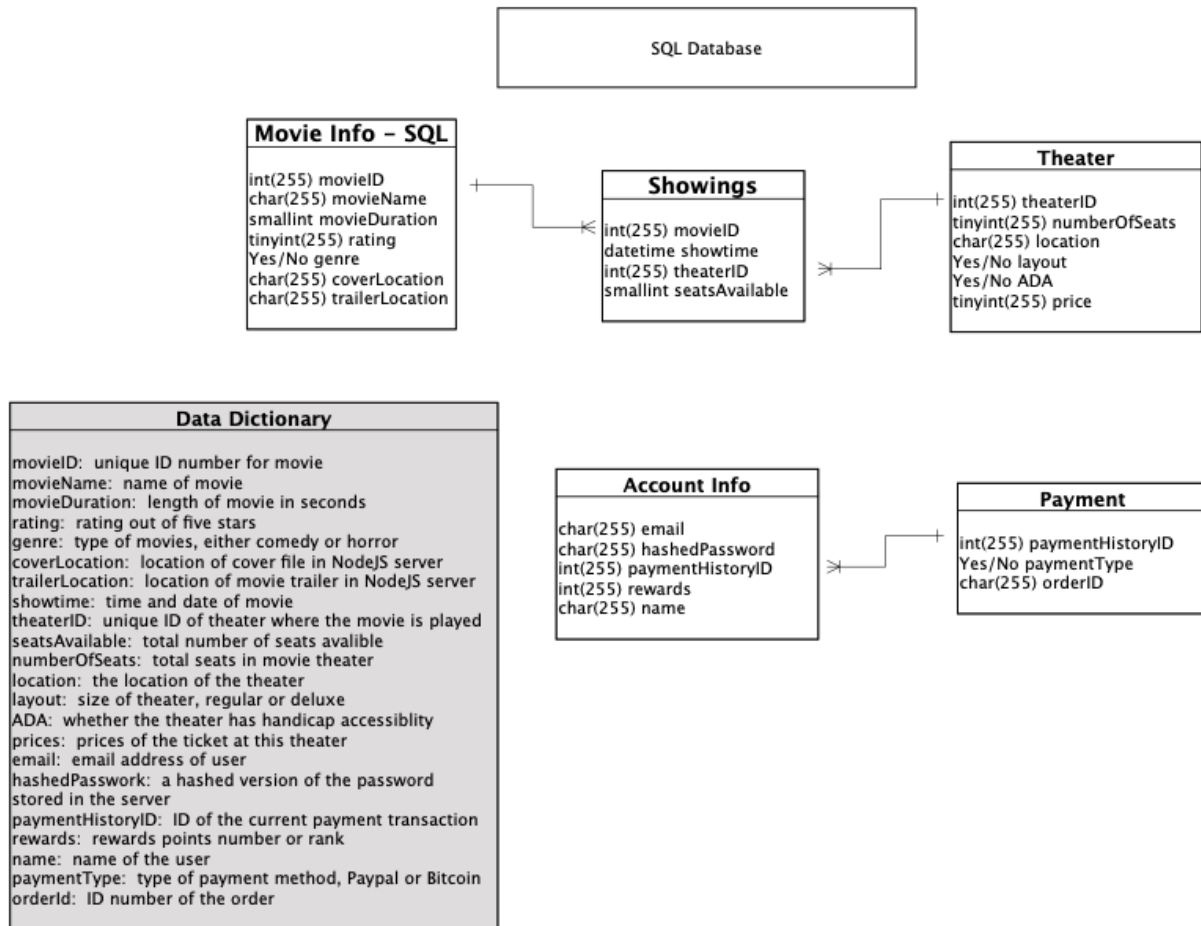 SQL Database
Movie Info – SQL
int(255) movieID
char(255) movieName
smallint movieDuration
tinyint(255) rating
Yes/No genre
char(255) coverLocation
char(255) trailerLocation
Showings
int(255) movieID
datetime showtime
int(255) theaterID
smallint seatsAvailable
Theater
int(255) theaterID
tinyint(255) numberOfSeats
char(255) location
Yes/No layout
Yes/No ADA
tinyint(255) price
Data Dictionary
movieID: unique ID number for movie
movieName: name of movie
movieDuration: length of movie in seconds
rating: rating out of five stars
genre: type of movies, either comedy or horror
coverLocation: location of cover file in NodeJS server
trailerLocation: location of movie trailer in NodeJS server
showtime: time and date of movie
theaterID: unique ID of theater where the movie is played
seatsAvailable: total number of seats avalible
numberOfSeats: total seats in movie theater
location: the location of the theater
layout: size of theater, regular or deluxe
ADA: whether the theater has handicap accessiblity
prices: prices of the ticket at this theater
email: email address of user
hashedPasswork: a hashed version of the password
stored in the server
paymentHistoryID: ID of the current payment transaction
rewards: rewards points number or rank
name: name of the user
paymentType: type of payment method, Paypal or Bitcoin
orderId: ID number of the order
Account Info
char(255) email
char(255) hashedPassword
int(255) paymentHistoryID
int(255) rewards
char(255) name
Payment
int(255) paymentHistoryID
Yes/No paymentType
char(255) orderID